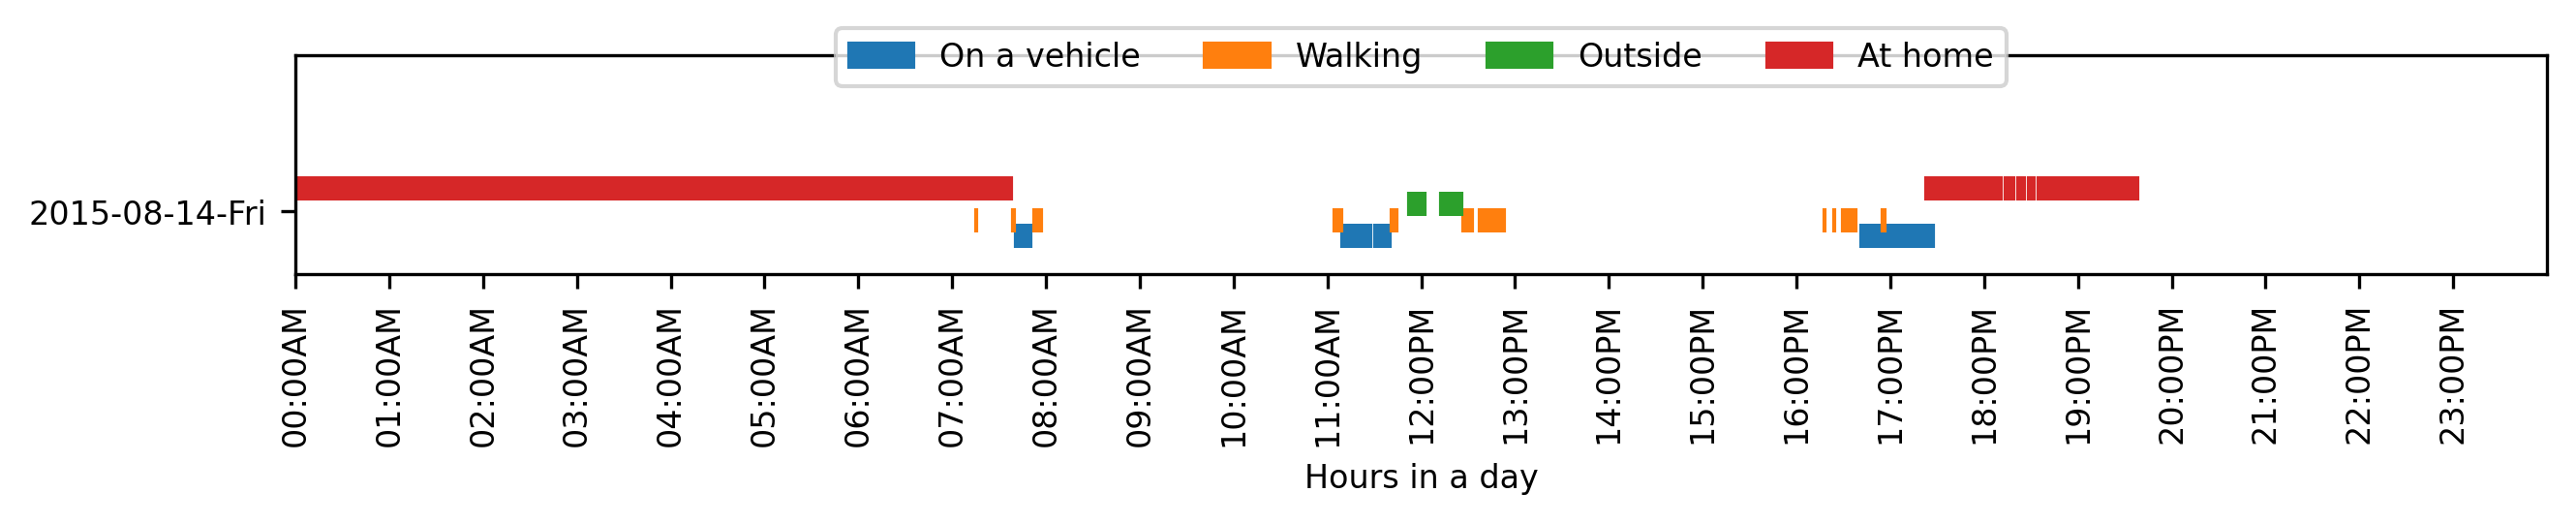 On a vehicle Walking Outside At home
2015-08-14-Fri
00:00AM 01:00AM 02:00AM 03:00AM 04:00AM 05:00AM 06:00AM 07:00AM 08:00AM 09:00AM 10:00AM 11:00AM 12:00PM 13:00PM 14:00PM 15:00PM 16:00PM 17:00PM 18:00PM 19:00PM 20:00PM 21:00PM 22:00PM 23:00PM
Hours in a day